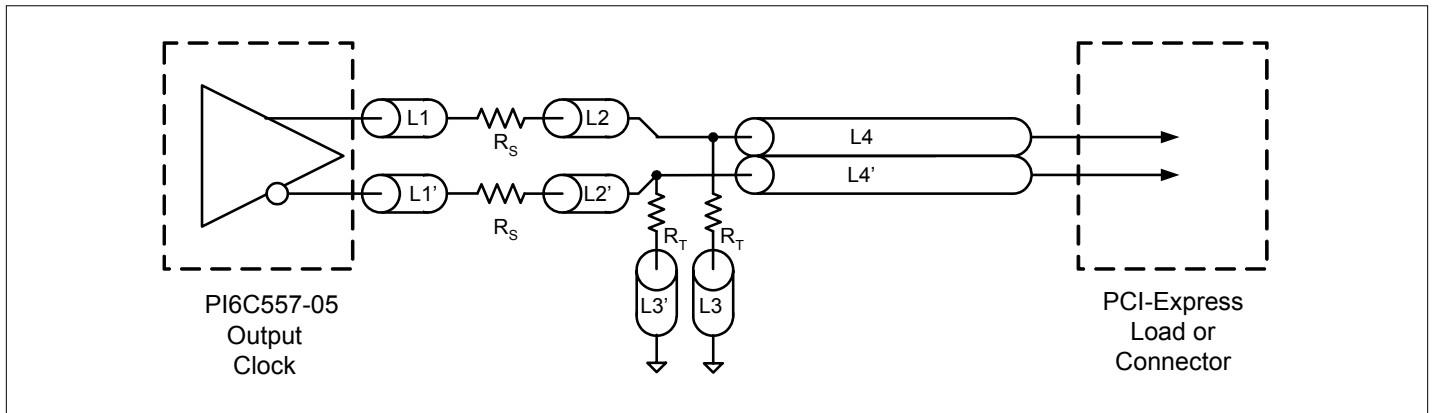 L1
R_S
L2
L4
L1'
R_S
L2'
L4'
R_T
R_T
L3'
L3
PI6C557-05
Output
Clock
PCI-Express
Load or
Connector